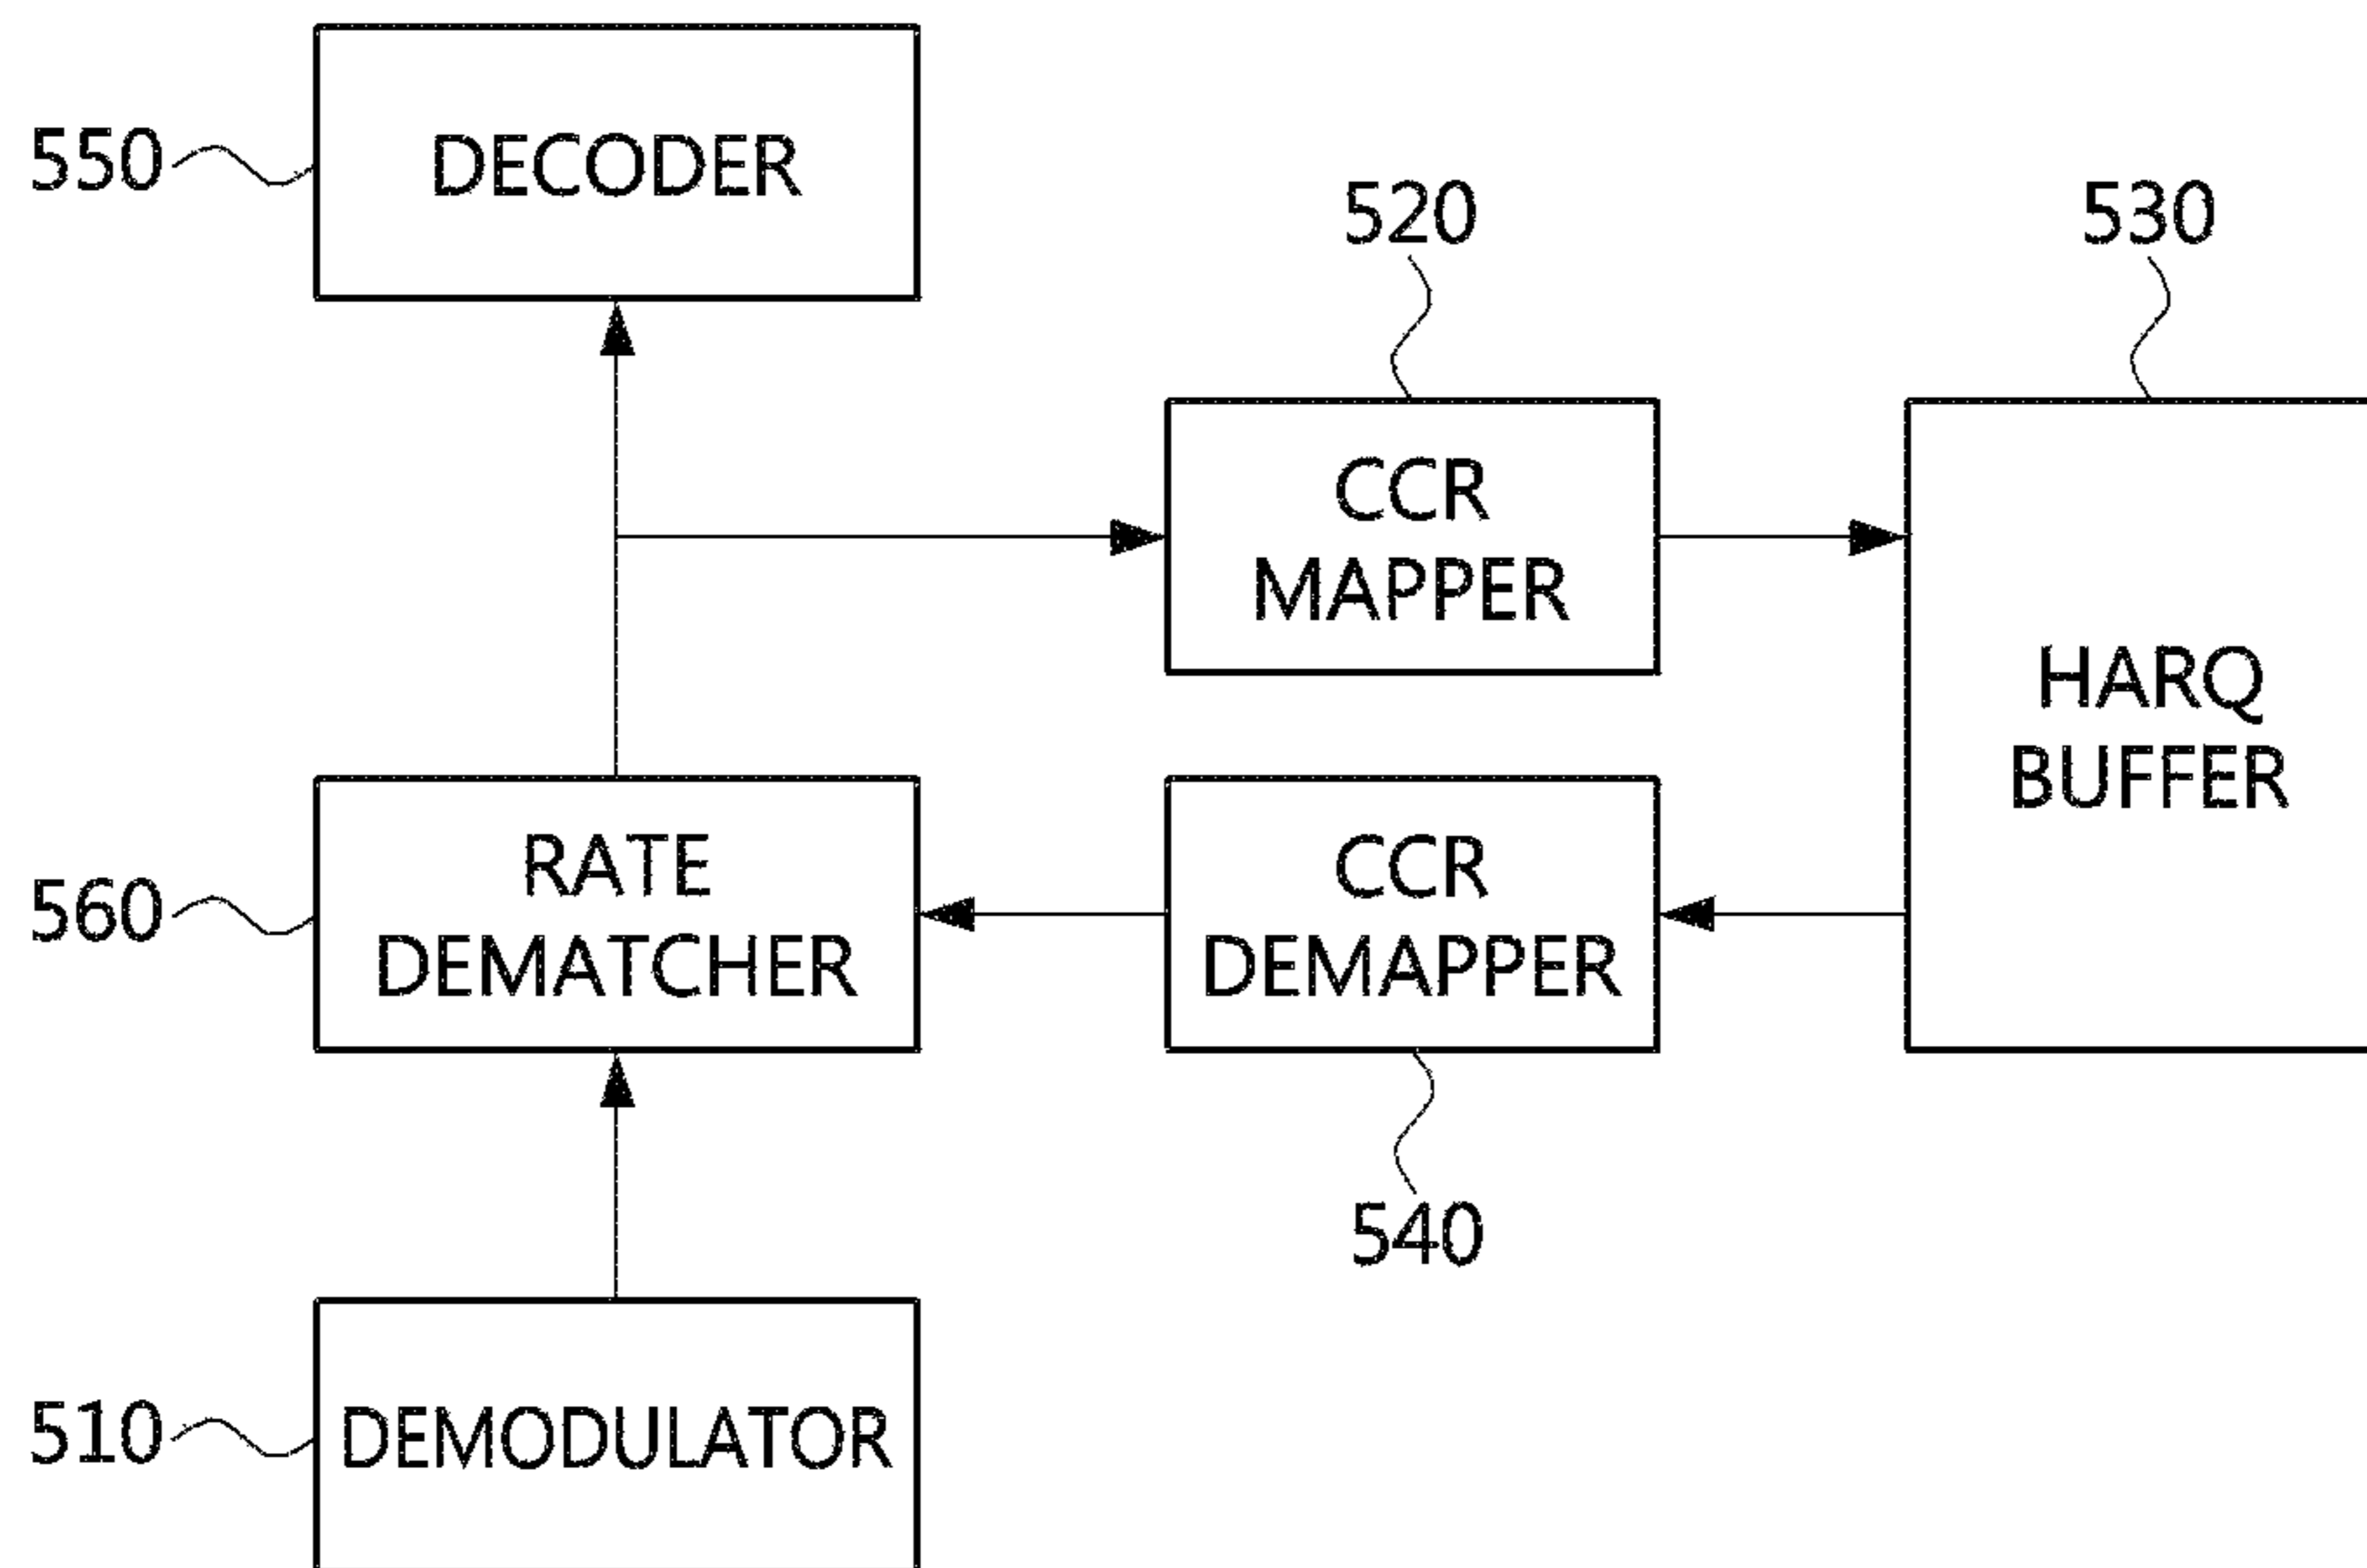 550
DECODER
520
530
CCR
MAPPER
HARQ
BUFFER
560
RATE
DEMATCHER
CCR
DEMAPPER
540
510
DEMODULATOR